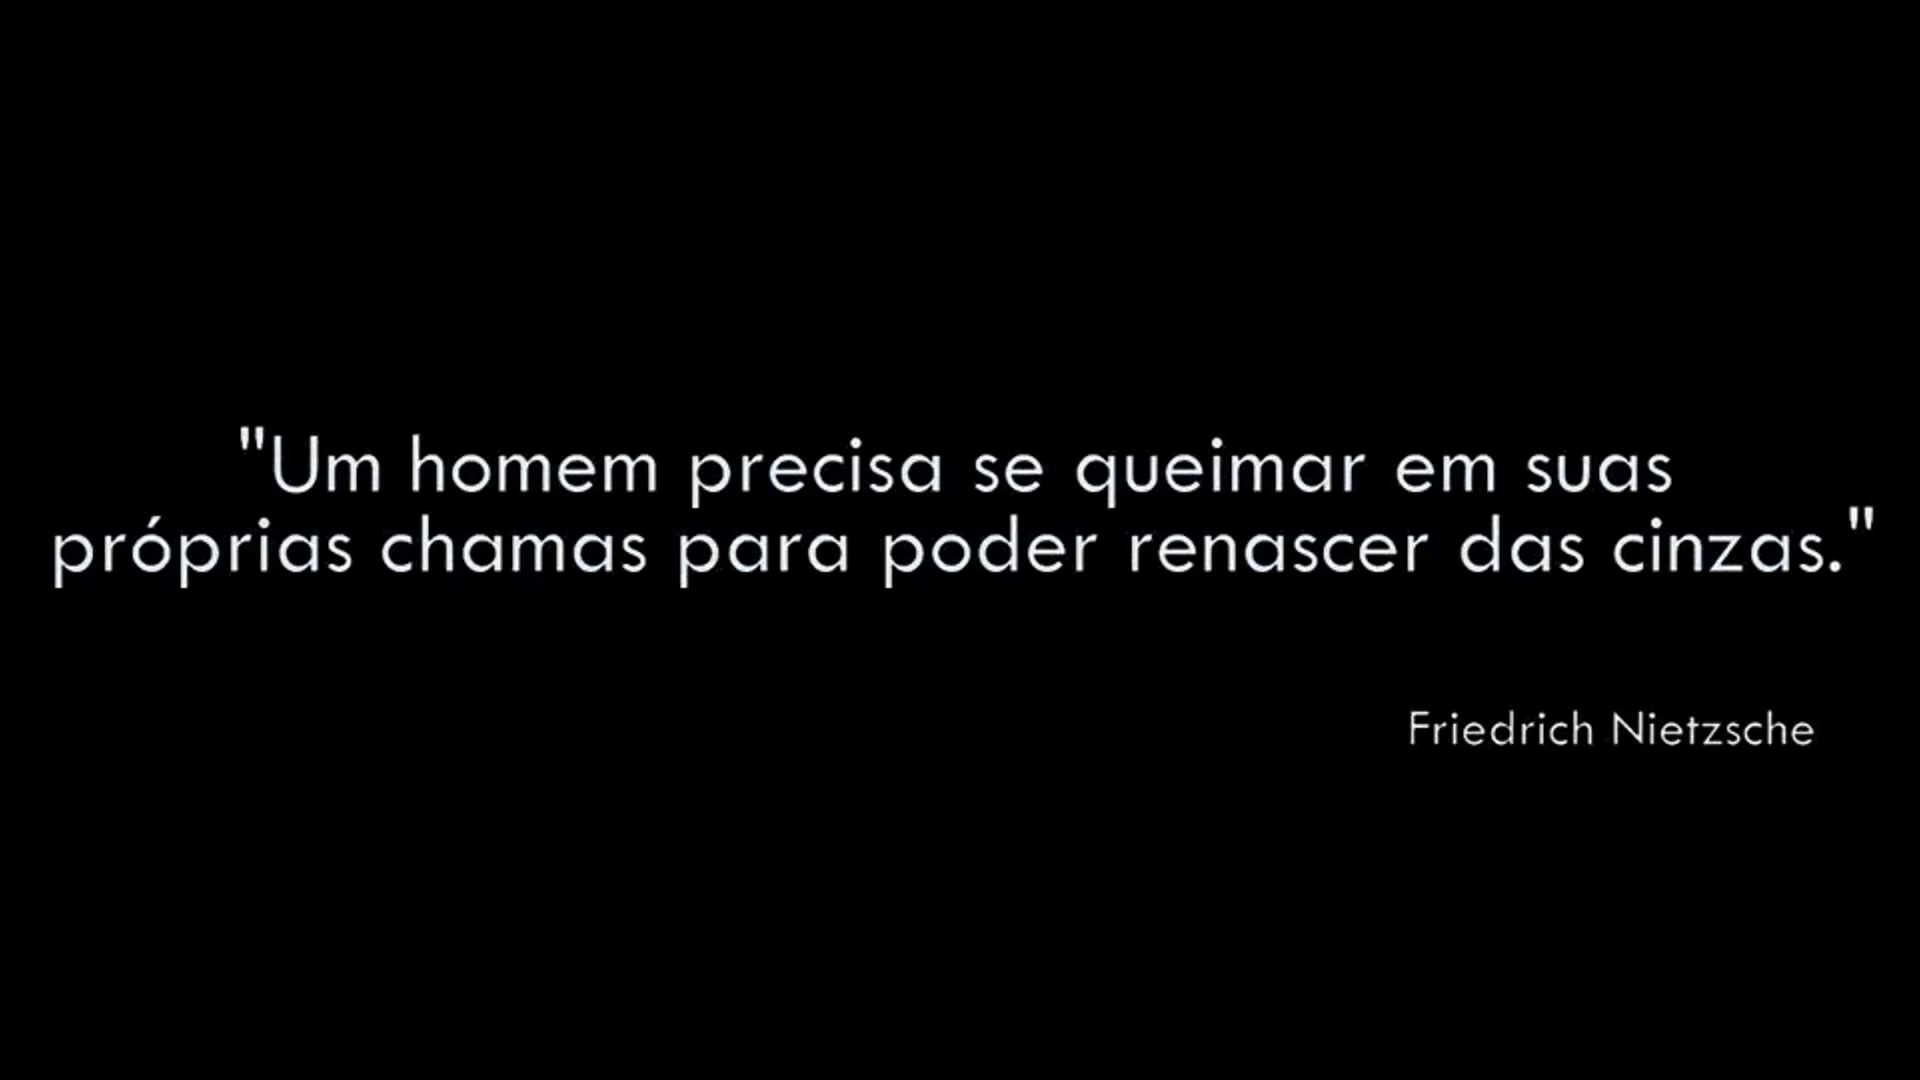 "Um homem precisa se queimar em suas
próprias chamas para poder renascer das cinzas."
Friedrich Nietzsche